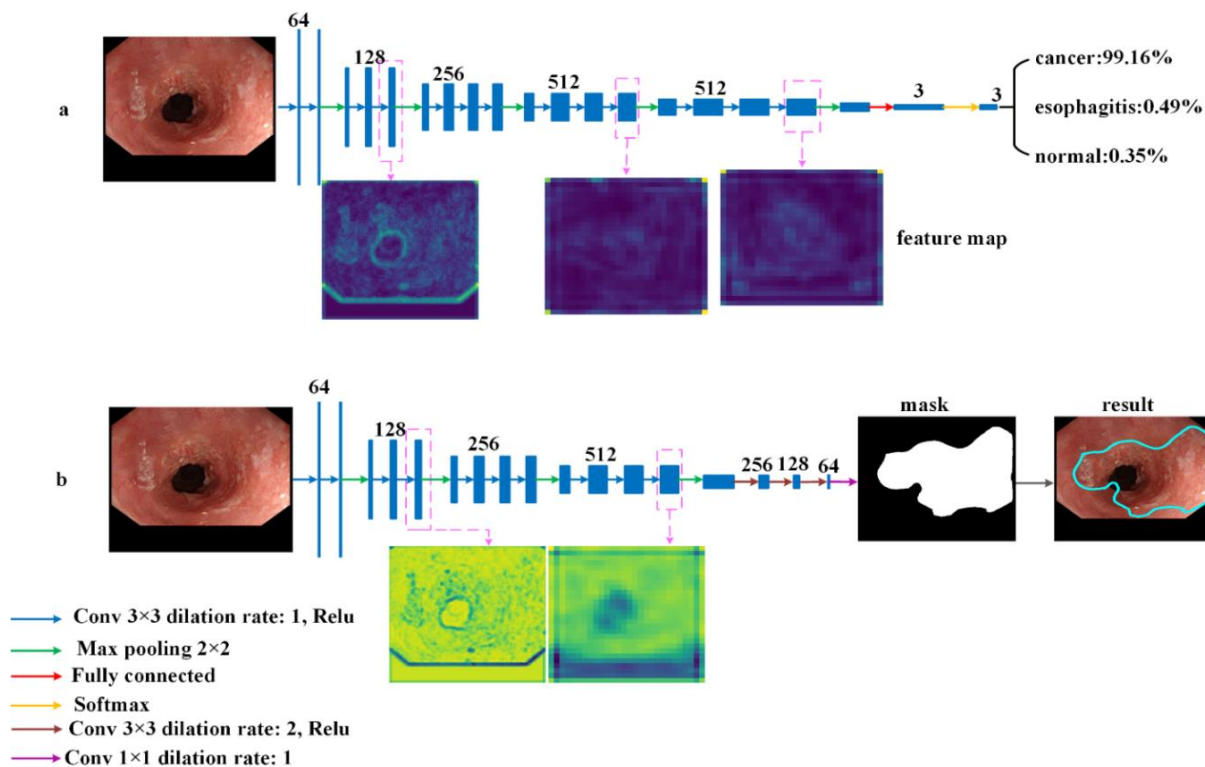 a
64
128
256
512
512
3
3
cancer:99.16%
esophagitis:0.49%
normal:0.35%
feature map
b
64
128
256
512
256
128
64
mask
result
Conv 3×3 dilation rate: 1, Relu
Max pooling 2×2
Fully connected
Softmax
Conv 3×3 dilation rate: 2, Relu
Conv 1×1 dilation rate: 1